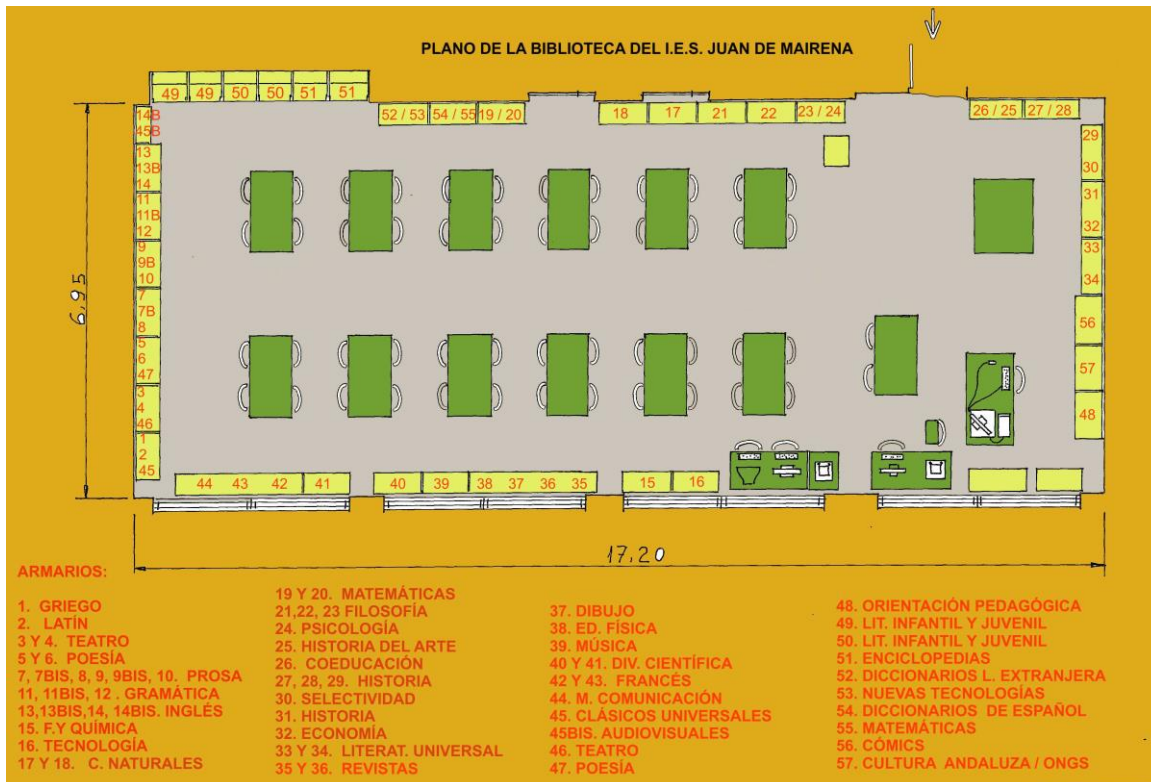 PLANO DE LA BIBLIOTECA DEL I.E.S. JUAN DE MAIRENA
49 49 50 50 51 51
52 / 53 54 / 55 19 / 20
18 17 21 22 23 / 24
26 / 25 27 / 28
14B
45B
13
13B
14
11
11B
12
9
9B
10
7
7B
8
5
6
47
3
4
46
1
2
45
29
30
31
32
33
34
56
57
48
44 43 42 41
40 39 38 37 36 35
15 16
6,95
17,20
ARMARIOS:
1. GRIEGO
2. LATÍN
3 Y 4. TEATRO
5 Y 6. POESÍA
7, 7BIS, 8, 9, 9BIS, 10. PROSA
11, 11BIS, 12 . GRAMÁTICA
13,13BIS,14, 14BIS. INGLÉS
15. F.Y QUÍMICA
16. TECNOLOGÍA
17 Y 18. C. NATURALES
19 Y 20. MATEMÁTICAS
21,22, 23 FILOSOFÍA
24. PSICOLOGÍA
25. HISTORIA DEL ARTE
26. COEDUCACIÓN
27, 28, 29. HISTORIA
30. SELECTIVIDAD
31. HISTORIA
32. ECONOMÍA
33 Y 34. LITERAT. UNIVERSAL
35 Y 36. REVISTAS
37. DIBUJO
38. ED. FÍSICA
39. MÚSICA
40 Y 41. DIV. CIENTÍFICA
42 Y 43. FRANCÉS
44. M. COMUNICACIÓN
45. CLÁSICOS UNIVERSALES
45BIS. AUDIOVISUALES
46. TEATRO
47. POESÍA
48. ORIENTACIÓN PEDAGÓGICA
49. LIT. INFANTIL Y JUVENIL
50. LIT. INFANTIL Y JUVENIL
51. ENCICLOPEDIAS
52. DICCIONARIOS L. EXTRANJERA
53. NUEVAS TECNOLOGÍAS
54. DICCIONARIOS DE ESPAÑOL
55. MATEMÁTICAS
56. CÓMICS
57. CULTURA ANDALUZA / ONGS